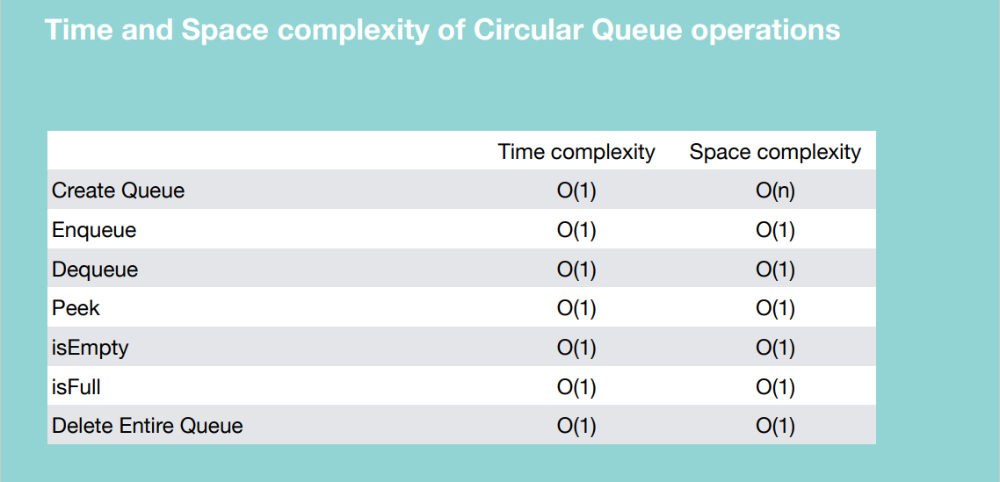 Time and Space complexity of Circular Queue operations
Time complexity Space complexity
Create Queue O(1) O(n)
Enqueue O(1) O(1)
Dequeue O(1) O(1)
Peek O(1) O(1)
isEmpty O(1) O(1)
isFull O(1) O(1)
Delete Entire Queue O(1) O(1)